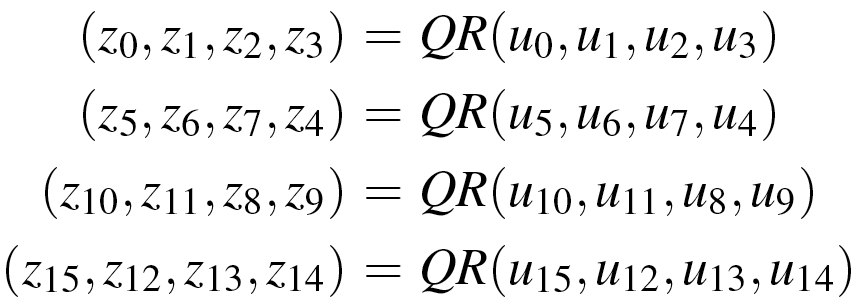 (z₀, z₁, z₂, z₃) = QR(u₀, u₁, u₂, u₃)
(z₅, z₆, z₇, z₄) = QR(u₅, u₆, u₇, u₄)
(z₁₀, z₁₁, z₈, z₉) = QR(u₁₀, u₁₁, u₈, u₉)
(z₁₅, z₁₂, z₁₃, z₁₄) = QR(u₁₅, u₁₂, u₁₃, u₁₄)